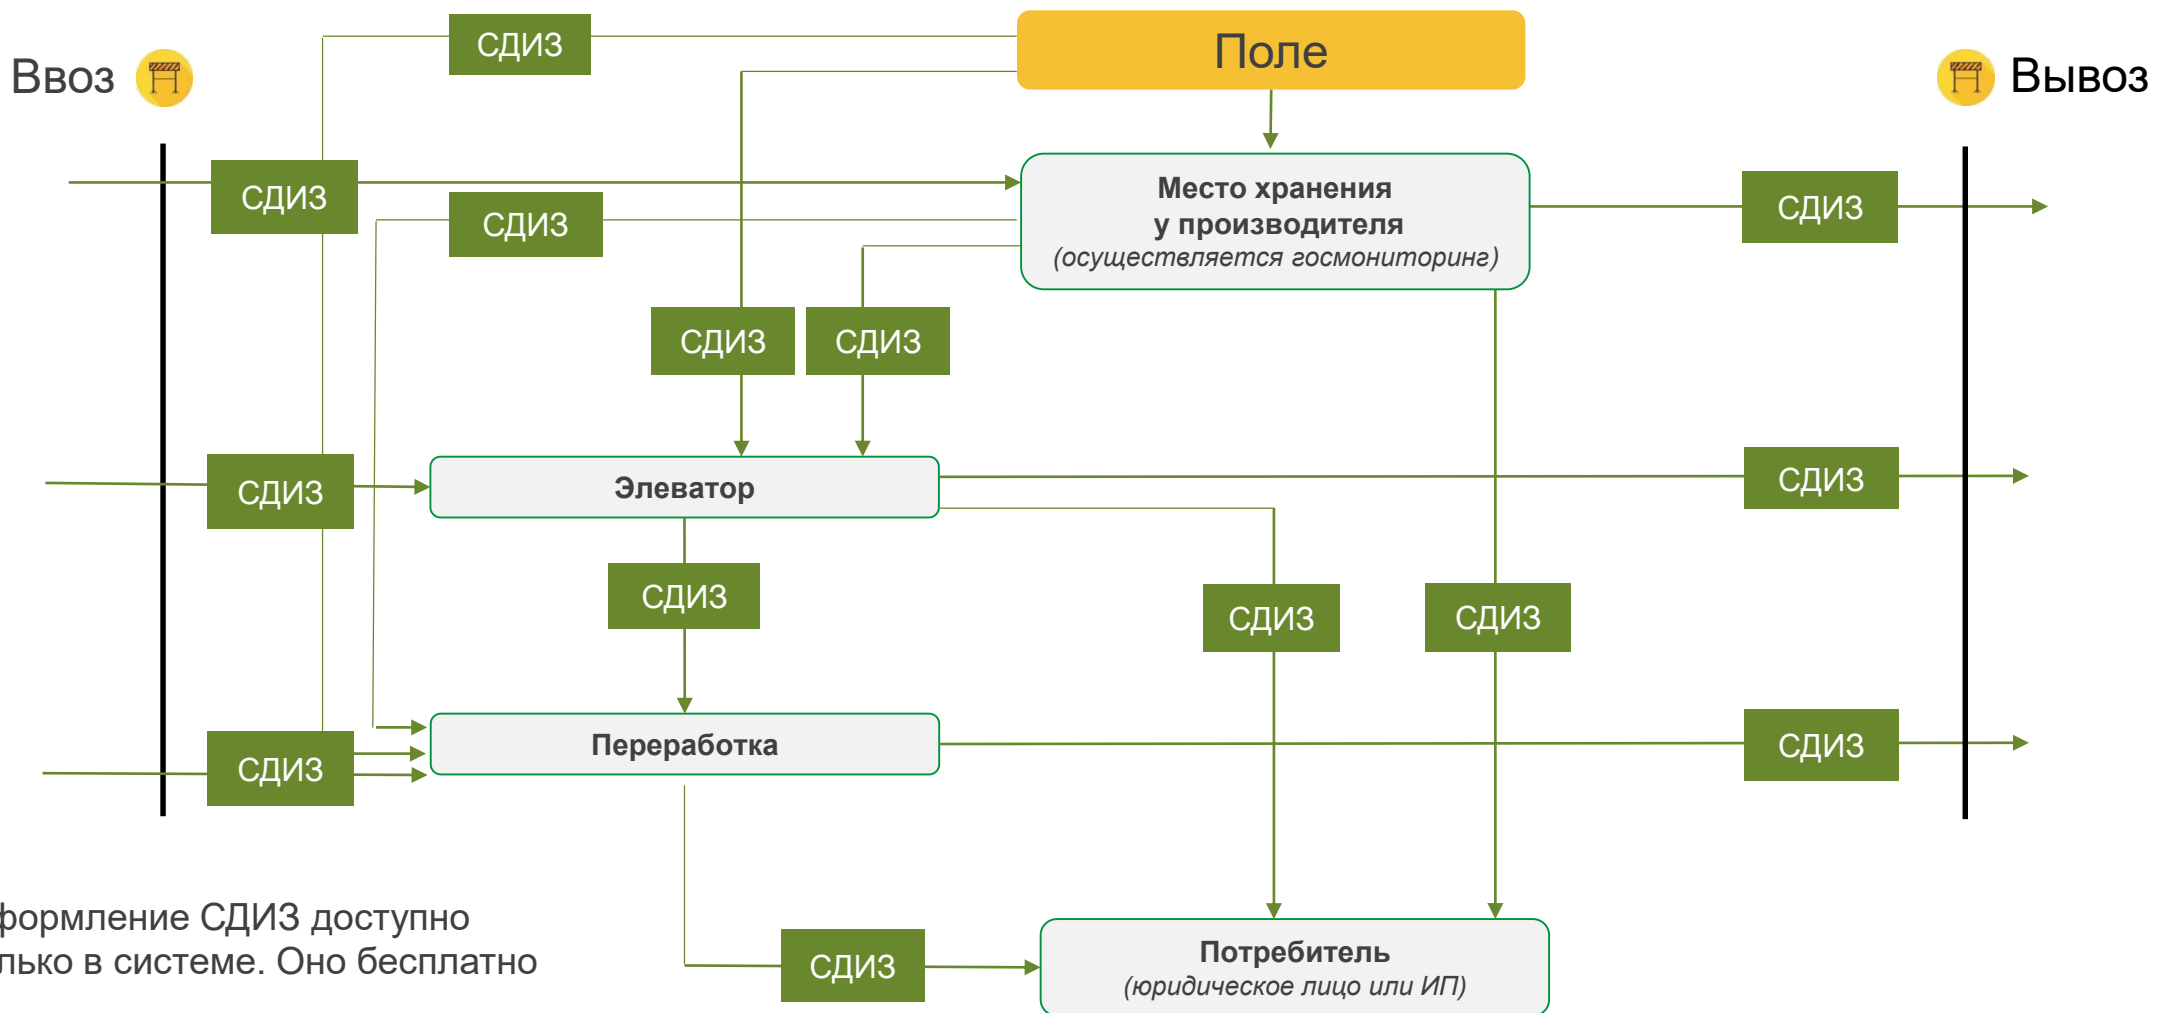 СДИЗ
Поле
Ввоз
Вывоз
СДИЗ
СДИЗ
Место хранения
у производителя
(осуществляется госмониторинг)
СДИЗ
СДИЗ
СДИЗ
СДИЗ
Элеватор
СДИЗ
СДИЗ
СДИЗ
СДИЗ
СДИЗ
Переработка
СДИЗ
формление СДИЗ доступно
лько в системе. Оно бесплатно
СДИЗ
Потребитель
(юридическое лицо или ИП)